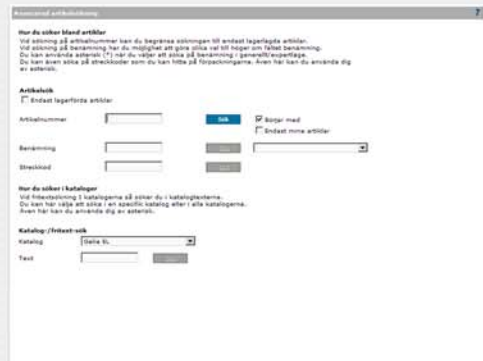 Avancerad artikelsökning ?
Hur du söker bland artiklar
Vid sökning på artikelnummer kan du begränsa sökningen till endast lagerlagda artiklar.
Vid sökning på benämning har du möjlighet att göra olika val till höger om fältet benämning.
Du kan använda asterisk (*) när du väljer att söka på benämning i generellt/expertläge.
Du kan även söka på streckkoder som du kan hitta på förpackningarna. Även här kan du använda dig
av asterisk.
Artikelsök
Endast lagerförda artiklar
Artikelnummer Sök Börjar med
Endast mina artiklar
Benämning
Streckkod
Hur du söker i kataloger
Vid fritextsökning i katalogerna så söker du i katalogtexterna.
Du kan här välja att söka i en specifik katalog eller i alla katalogerna.
Även här kan du använda dig av asterisk.
Katalog-/fritext-sök
Katalog Gelia EL
Text